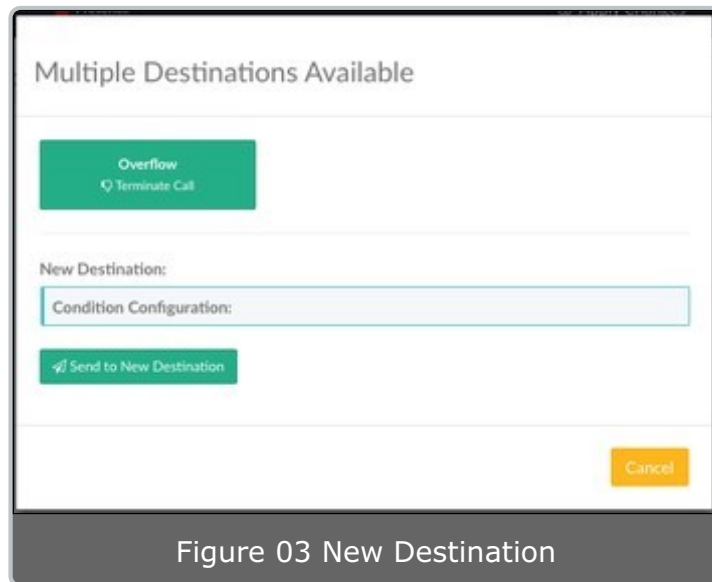 Multiple Destinations Available
Overflow
Terminate Call
New Destination:
Condition Configuration:
Send to New Destination
Cancel
Figure 03 New Destination